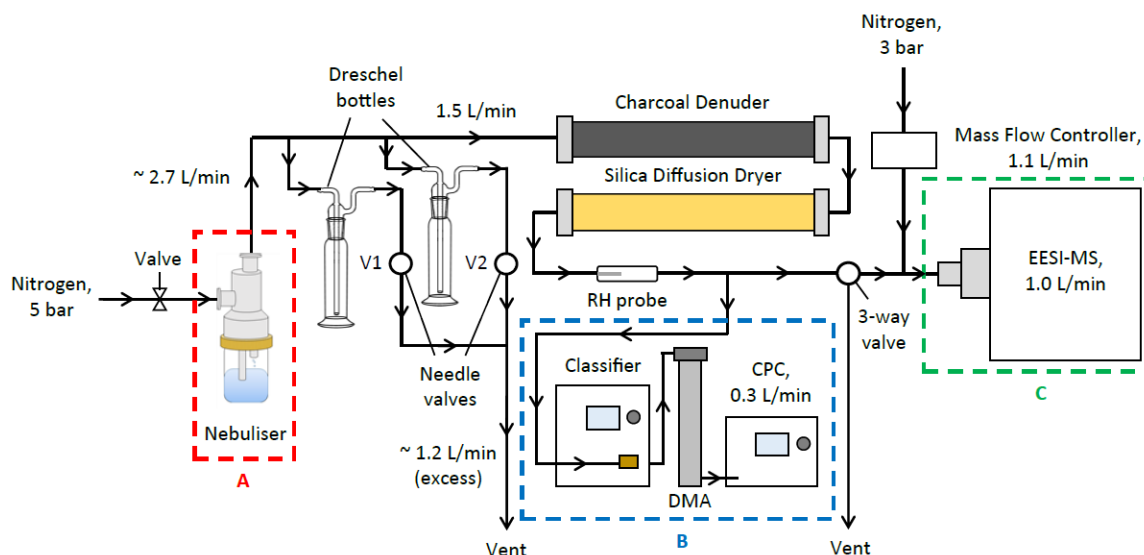 Nitrogen,
3 bar
Dreschel
bottles
1.5 L/min
Charcoal Denuder
Mass Flow Controller,
1.1 L/min
~ 2.7 L/min
Silica Diffusion Dryer
Valve
Nitrogen,
5 bar
V1
V2
RH probe
3-way
valve
EESI-MS,
1.0 L/min
Needle
valves
Classifier
CPC,
0.3 L/min
C
Nebuliser
A
~ 1.2 L/min
(excess)
DMA
B
Vent
Vent